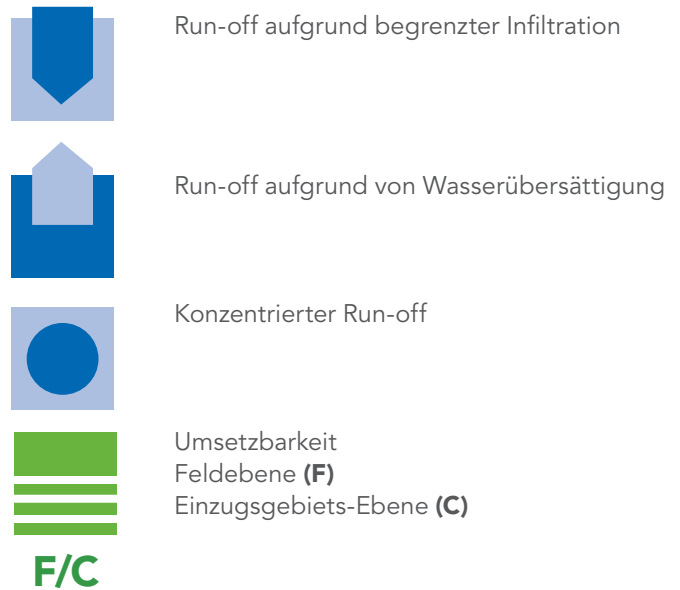 Run-off aufgrund begrenzter Infiltration
Run-off aufgrund von Wasserübersättigung
Konzentrierter Run-off
Umsetzbarkeit
Feldebene (F)
Einzugsgebiets-Ebene (C)
F/C